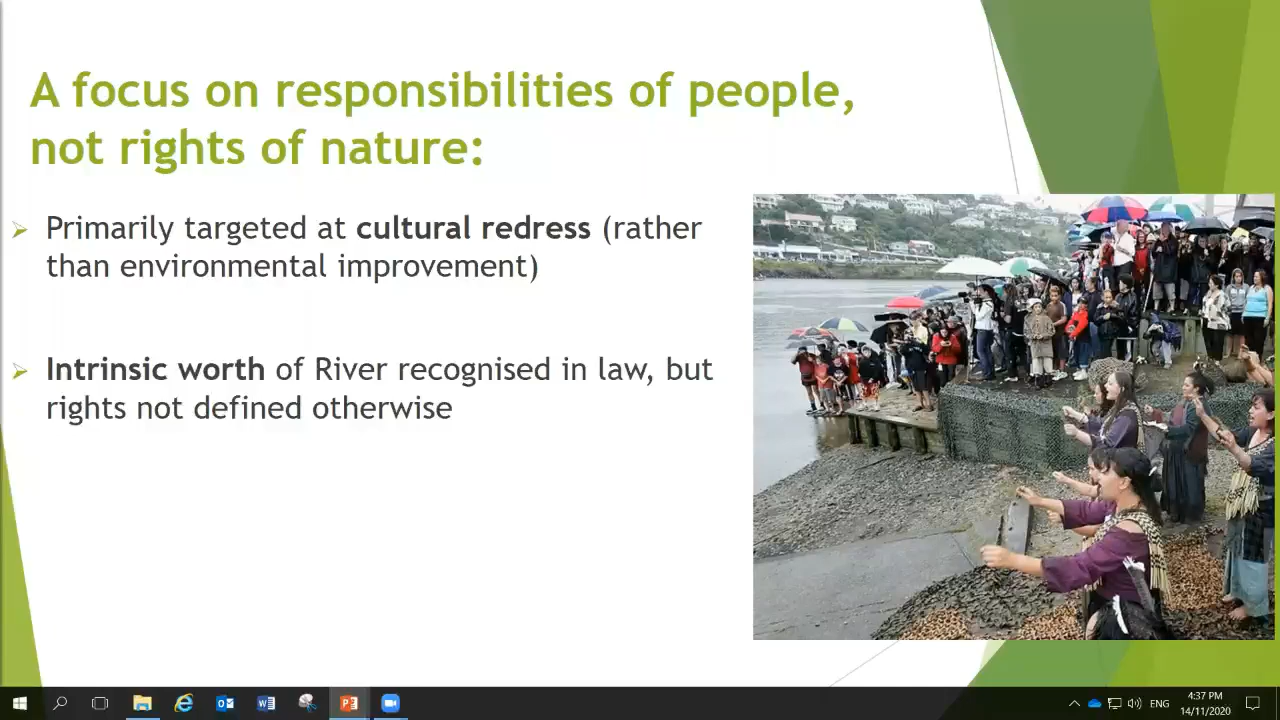 A focus on responsibilities of people,
not rights of nature:
Primarily targeted at cultural redress (rather
than environmental improvement)
Intrinsic worth of River recognised in law, but
rights not defined otherwise
ENG
4:37 PM
14/11/2020